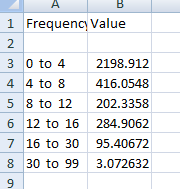 A B
1 Frequency Value
2
3 0 to 4 2198.912
4 4 to 8 416.0548
5 8 to 12 202.3358
6 12 to 16 284.9062
7 16 to 30 95.40672
8 30 to 99 3.072632
9